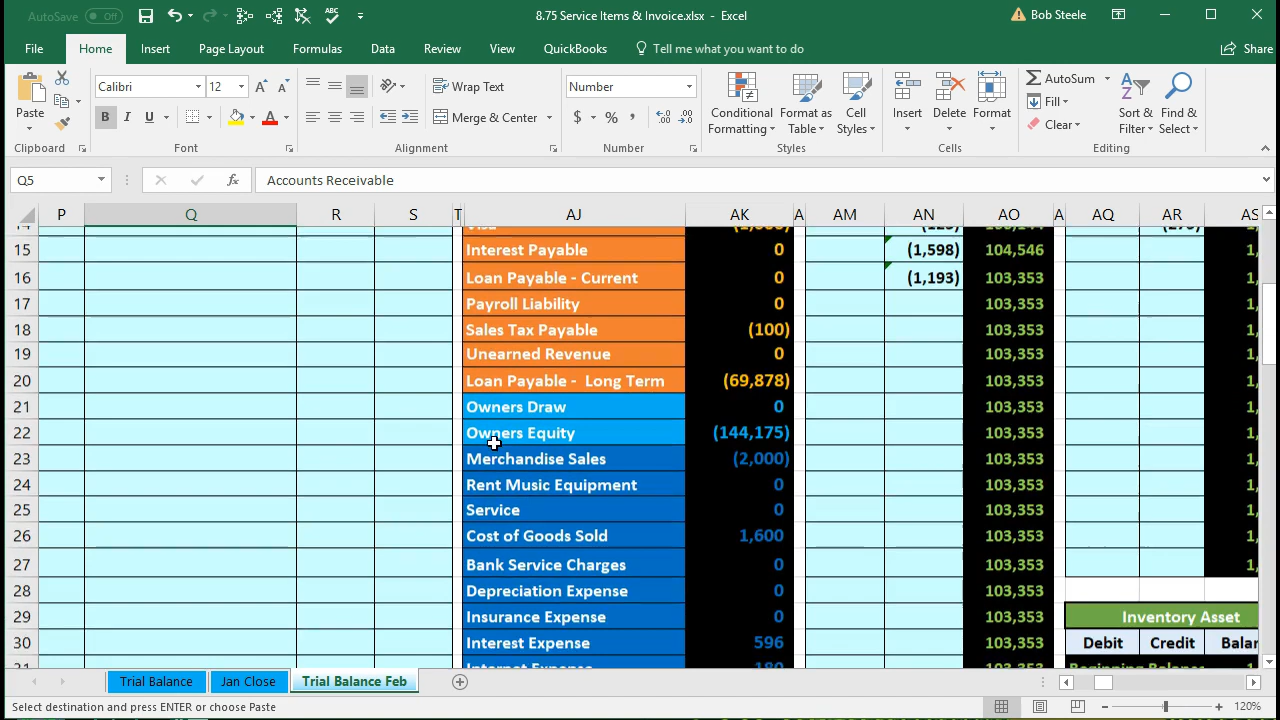 AutoSave Off
8.75 Service Items & Invoice.xlsx - Excel
Bob Steele
File Home Insert Page Layout Formulas Data Review View QuickBooks Tell me what you want to do Share
Paste
Calibri 12
Wrap Text
Number
Merge & Center
Conditional Formatting
Format as Table
Cell Styles
Insert Delete Format
AutoSum
Fill
Clear
Sort & Filter
Find & Select
Clipboard Font Alignment Number Styles Cells Editing
Q5 fx Accounts Receivable
P Q R S T AJ AK A AM AN AO A AQ AR AS
15 Interest Payable 0 (1,598) 104,546
16 Loan Payable - Current 0 (1,193) 103,353
17 Payroll Liability 0 103,353
18 Sales Tax Payable (100) 103,353
19 Unearned Revenue 0 103,353
20 Loan Payable - Long Term (69,878) 103,353
21 Owners Draw 0 103,353
22 Owners Equity (144,175) 103,353
23 Merchandise Sales (2,000) 103,353
24 Rent Music Equipment 0 103,353
25 Service 0 103,353
26 Cost of Goods Sold 1,600 103,353
27 Bank Service Charges 0 103,353
28 Depreciation Expense 0 103,353
29 Insurance Expense 0 103,353 Inventory Asset
30 Interest Expense 596 103,353 Debit Credit
Trial Balance Jan Close Trial Balance Feb
Select destination and press ENTER or choose Paste
120%